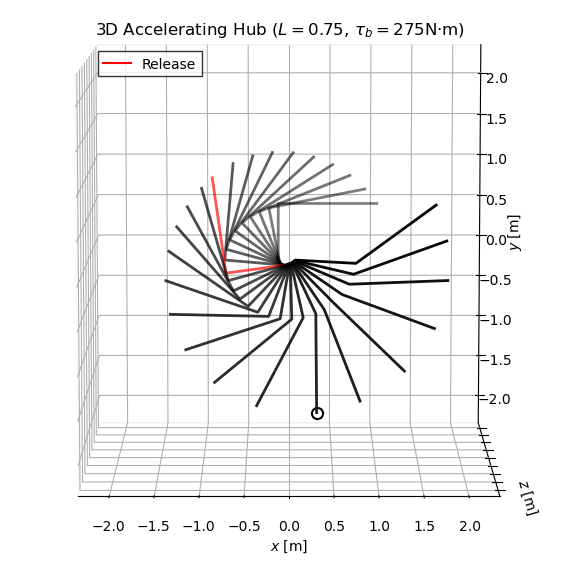 3D Accelerating Hub (L = 0.75, τ_b = 275N·m)
Release
2.0
1.5
1.0
0.5
0.0
−0.5
−1.0
−1.5
−2.0
y [m]
z [m]
−2.0 −1.5 −1.0 −0.5 0.0 0.5 1.0 1.5 2.0
x [m]